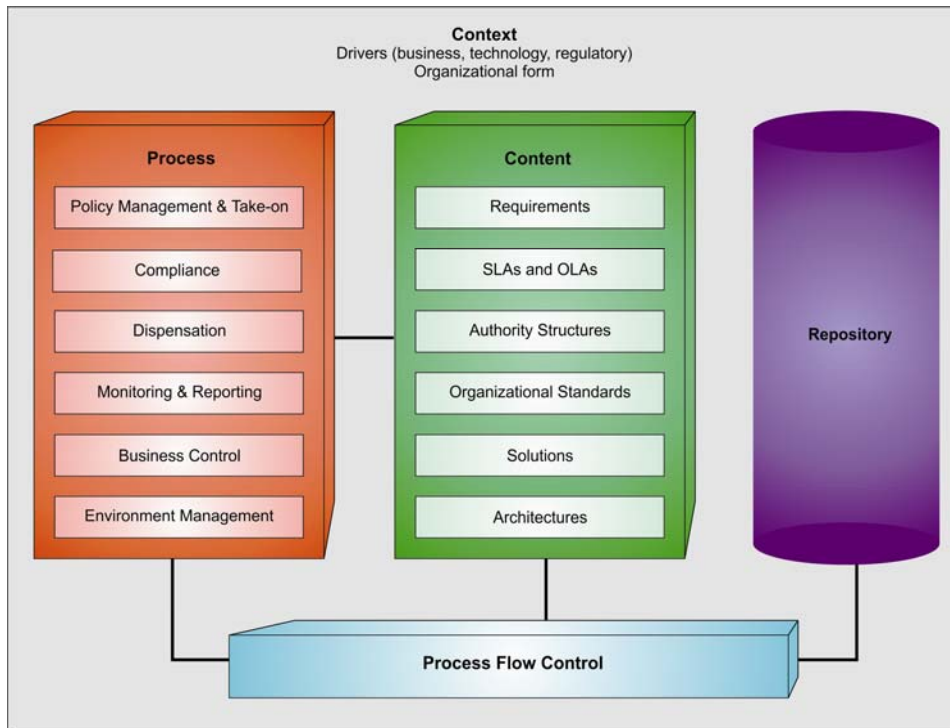 Context
Drivers (business, technology, regulatory)
Organizational form
Process
Policy Management & Take-on
Compliance
Dispensation
Monitoring & Reporting
Business Control
Environment Management
Content
Requirements
SLAs and OLAs
Authority Structures
Organizational Standards
Solutions
Architectures
Repository
Process Flow Control